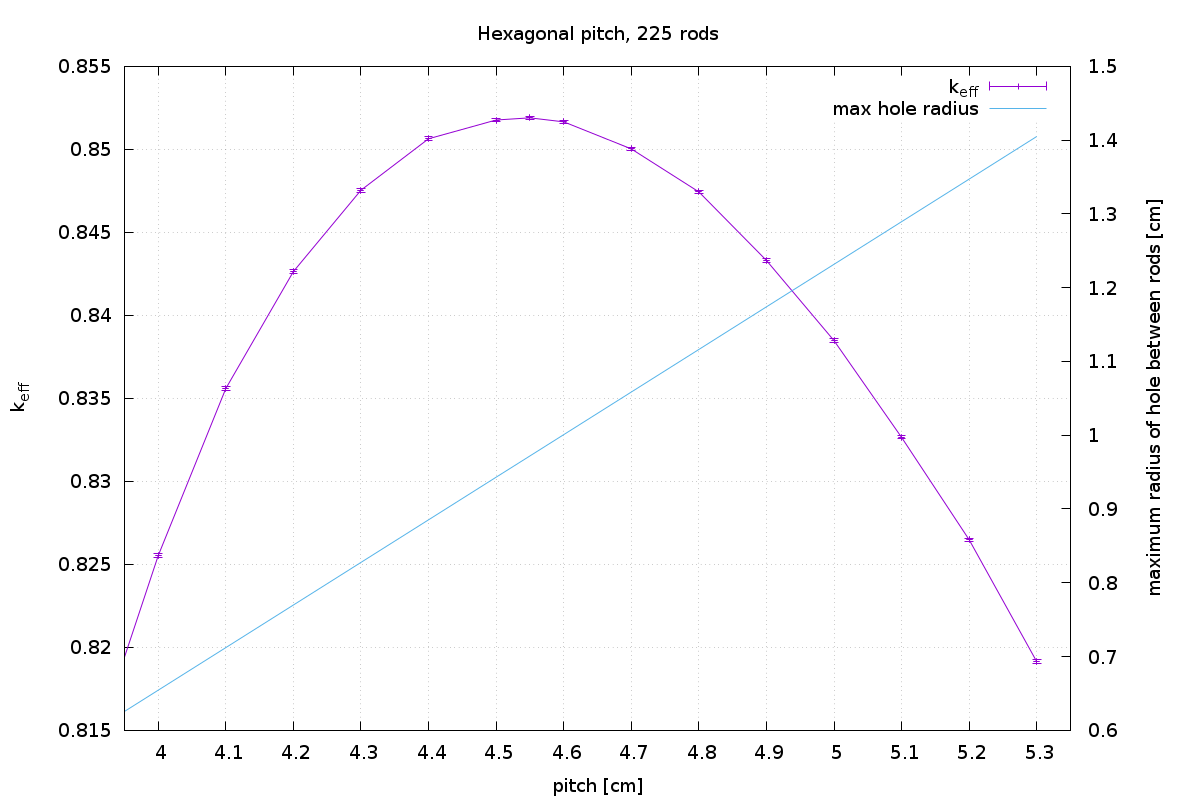 Hexagonal pitch, 225 rods
k_eff
max hole radius
0.855
0.85
0.845
0.84
0.835
0.83
0.825
0.82
0.815
k_eff
1.5
1.4
1.3
1.2
1.1
1
0.9
0.8
0.7
0.6
maximum radius of hole between rods [cm]
4 4.1 4.2 4.3 4.4 4.5 4.6 4.7 4.8 4.9 5 5.1 5.2 5.3
pitch [cm]